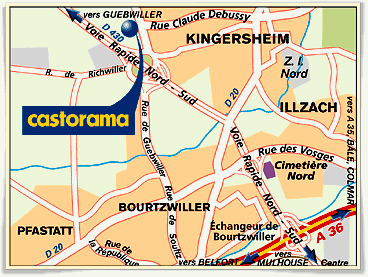 vers GUEBWILLER
Rue Claude Debussy
D 430
KINGERSHEIM
Voie Rapide Nord - Sud
Z. I.
Nord
R. de Richwiller
D 20
ILLZACH
castorama
vers A 35, BÂLE, COLMAR
Rue de Guebwiller
Voie Rapide Nord - Sud
Rue des Vosges
Cimetière
Nord
BOURTZWILLER
Rue de Soultz
Échangeur de
Bourtzwiller
A 36
PFASTATT
D 20
Rue de
la République
vers BELFORT
vers
MULHOUSE
Centre